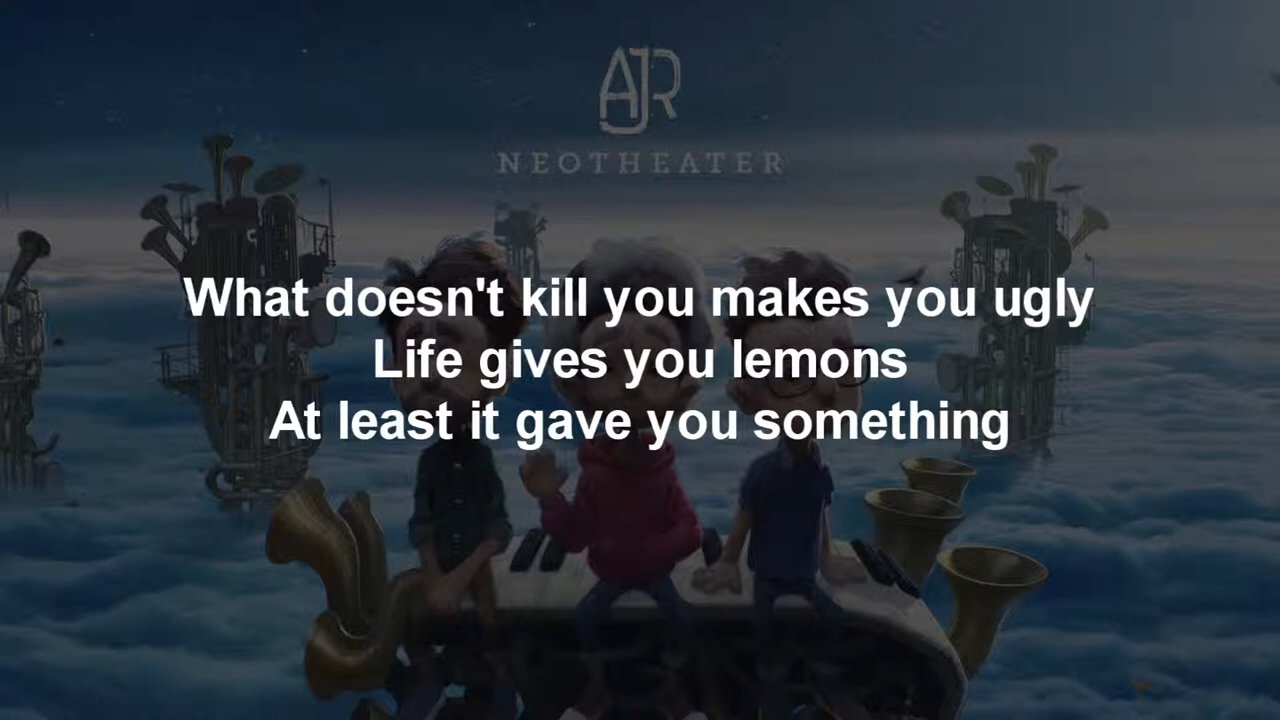 AJR
NEOTHEATER
What doesn't kill you makes you ugly
Life gives you lemons
At least it gave you something